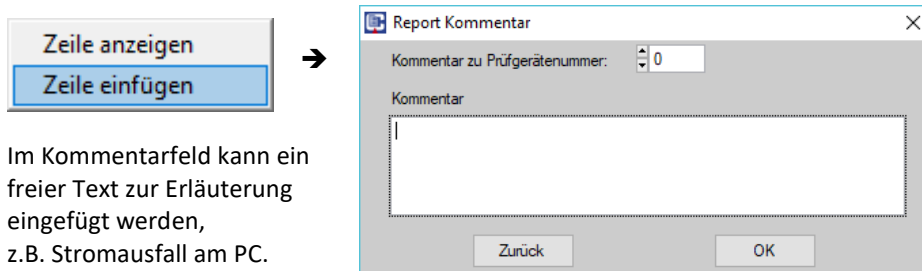 Zeile anzeigen
Zeile einfügen
➔
Im Kommentarfeld kann ein
freier Text zur Erläuterung
eingefügt werden,
z.B. Stromausfall am PC.
Report Kommentar
Kommentar zu Prüfgerätenummer: 0
Kommentar
Zurück OK